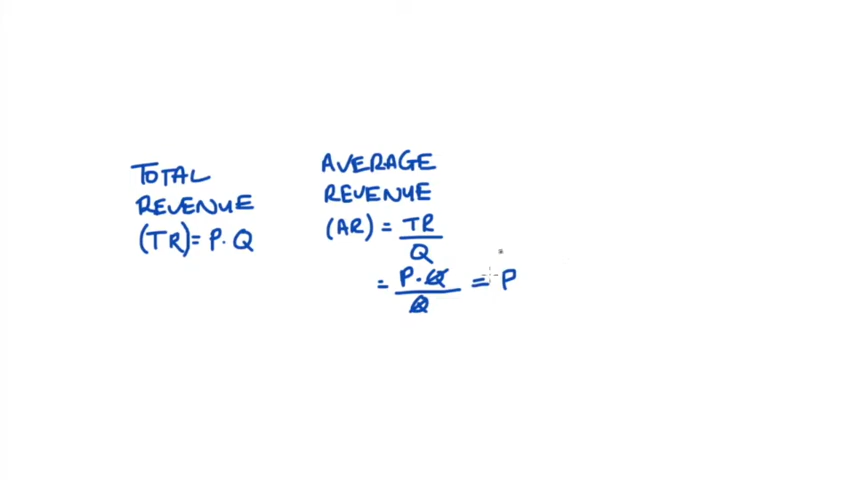 TOTAL
REVENUE
(TR) = P · Q
AVERAGE
REVENUE
(AR) = TR
Q
= P · Q = P
Q